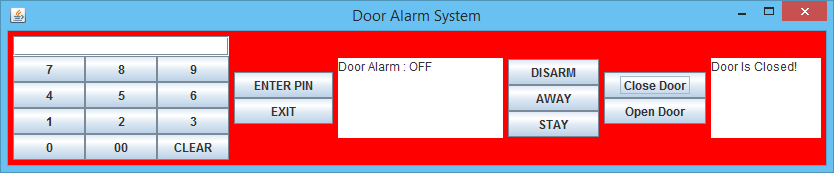 Door Alarm System
7 8 9
4 5 6
1 2 3
0 00 CLEAR
ENTER PIN
EXIT
Door Alarm : OFF
DISARM
AWAY
STAY
Close Door
Open Door
Door Is Closed!